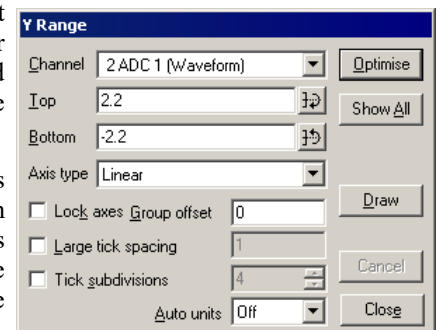 Y Range
Channel 2 ADC 1 (Waveform) Optimise
Top 2.2 Show All
Bottom -2.2
Axis type Linear
Lock axes Group offset 0 Draw
Large tick spacing 1
Tick subdivisions 4 Cancel
Auto units Off Close